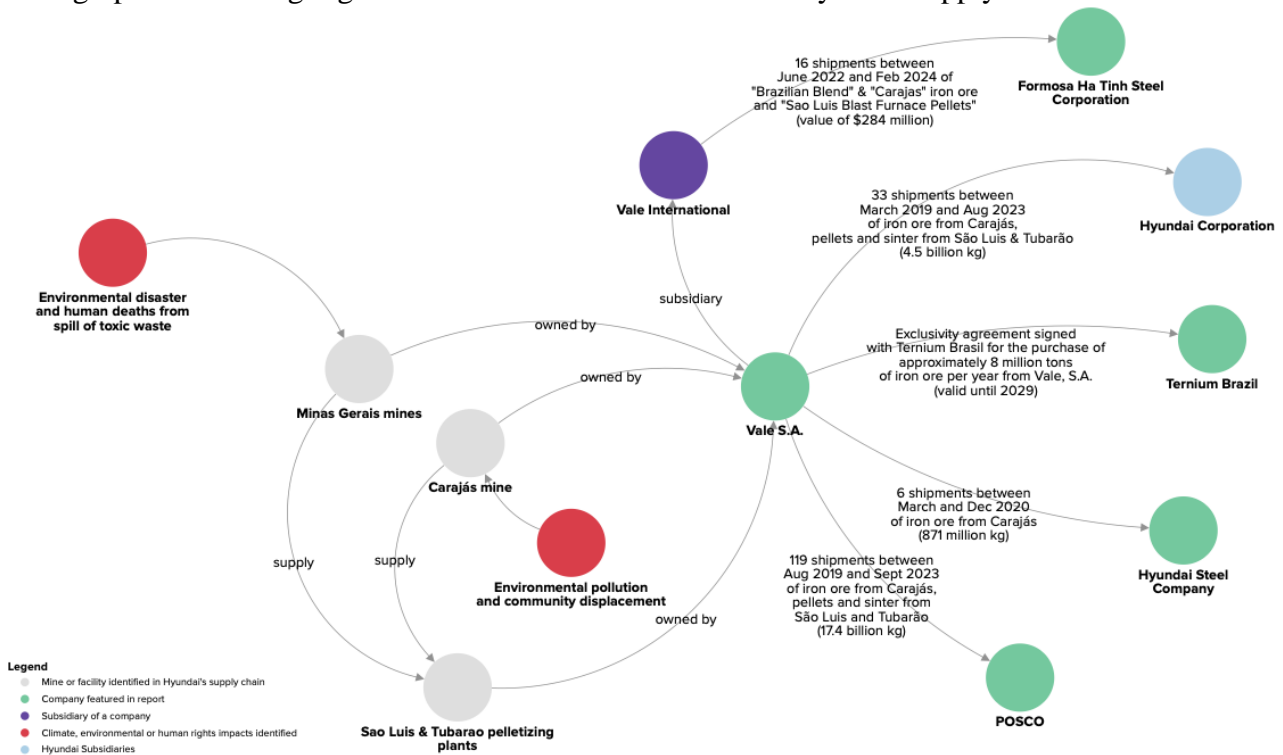 16 shipments between
June 2022 and Feb 2024 of
"Brazilian Blend" & "Carajas" iron ore
and "Sao Luis Blast Furnace Pellets"
(value of $284 million)
Formosa Ha Tinh Steel
Corporation
Vale International
33 shipments between
March 2019 and Aug 2023
of iron ore from Carajás,
pellets and sinter from São Luis & Tubarão
(4.5 billion kg)
Hyundai Corporation
Environmental disaster
and human deaths from
spill of toxic waste
subsidiary
owned by
Exclusivity agreement signed
with Ternium Brasil for the purchase of
approximately 8 million tons
of iron ore per year from Vale, S.A.
(valid until 2029)
Ternium Brazil
owned by
Minas Gerais mines
Vale S.A.
Carajás mine
6 shipments between
March and Dec 2020
of iron ore from Carajás
(871 million kg)
Hyundai Steel
Company
supply
supply
Environmental pollution
and community displacement
119 shipments between
Aug 2019 and Sept 2023
of iron ore from Carajás,
pellets and sinter from
São Luis and Tubarão
(17.4 billion kg)
owned by
POSCO
Sao Luis & Tubarao pelletizing
plants
Legend
Mine or facility identified in Hyundai's supply chain
Company featured in report
Subsidiary of a company
Climate, environmental or human rights impacts identified
Hyundai Subsidiaries